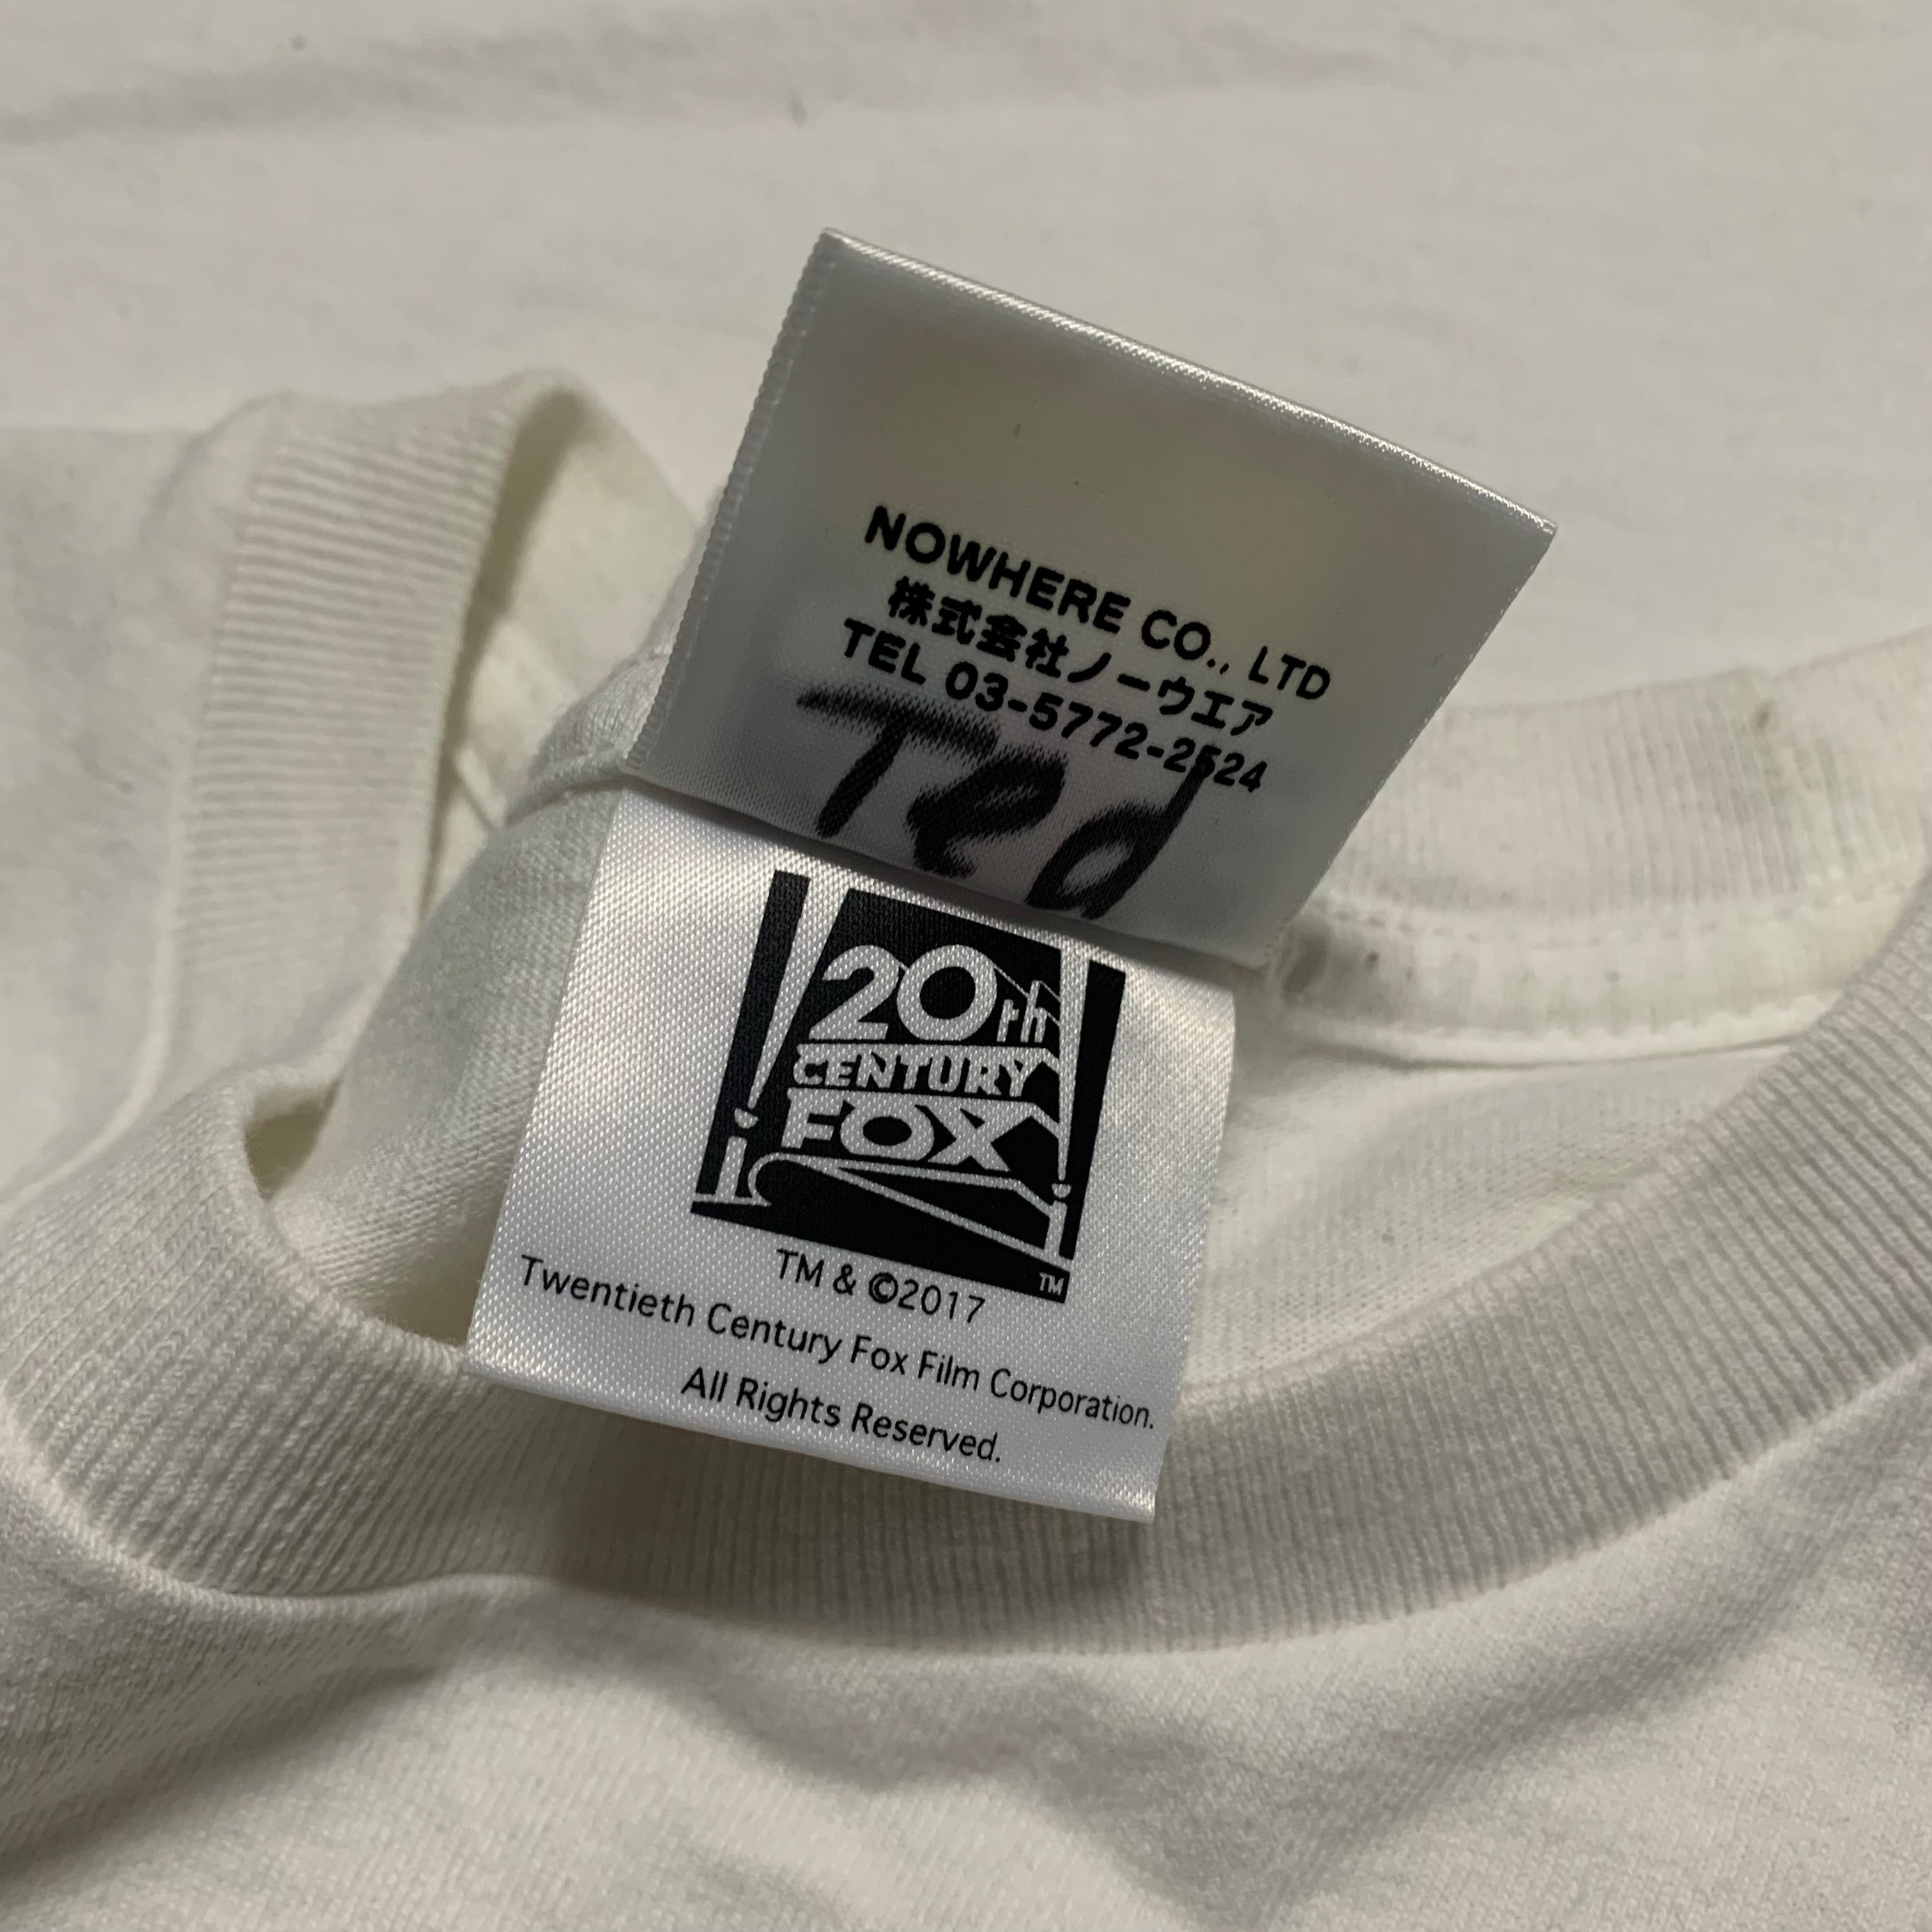 NOWHERE CO., LTD
株式会社ノーウエア
TEL 03-5772-2524
Ted
20th
CENTURY
FOX
TM
TM & ©2017
Twentieth Century Fox Film Corporation.
All Rights Reserved.